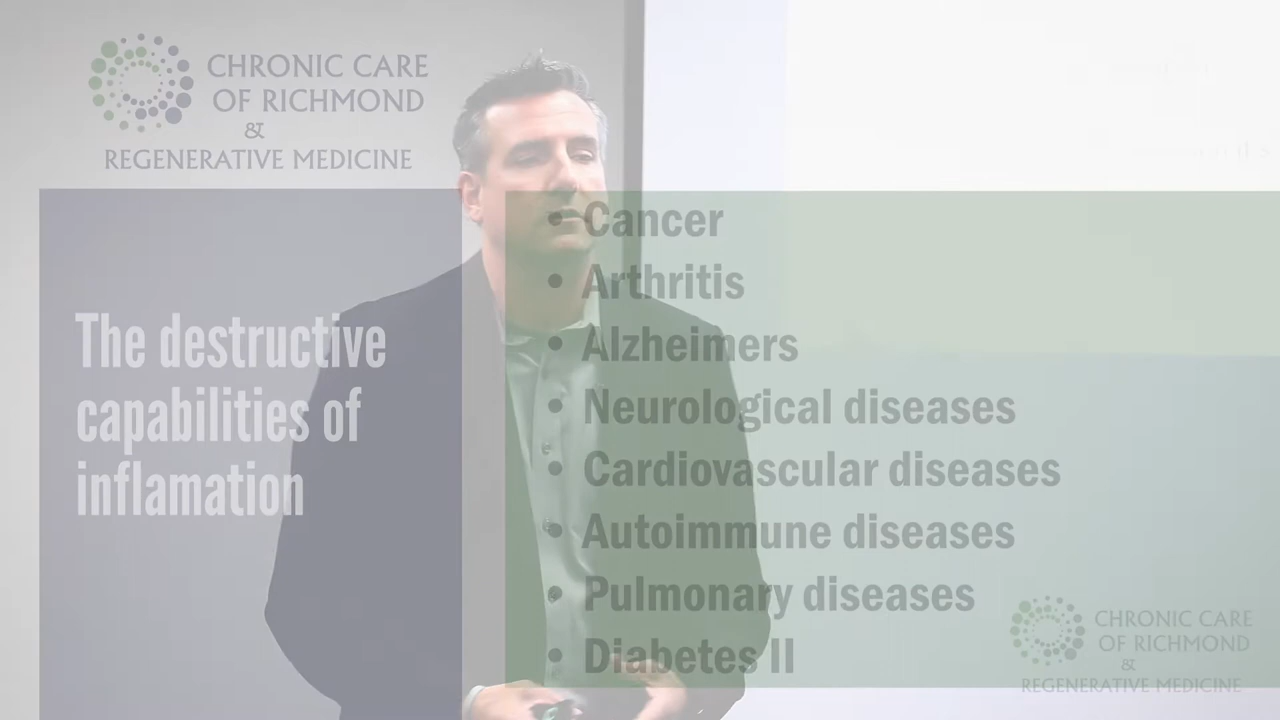 CHRONIC CARE
OF RICHMOND
&
REGENERATIVE MEDICINE
The destructive
capabilities of
inflamation
• Cancer
• Arthritis
• Alzheimers
• Neurological diseases
• Cardiovascular diseases
• Autoimmune diseases
• Pulmonary diseases
• Diabetes II
CHRONIC CARE
OF RICHMOND
&
REGENERATIVE MEDICINE